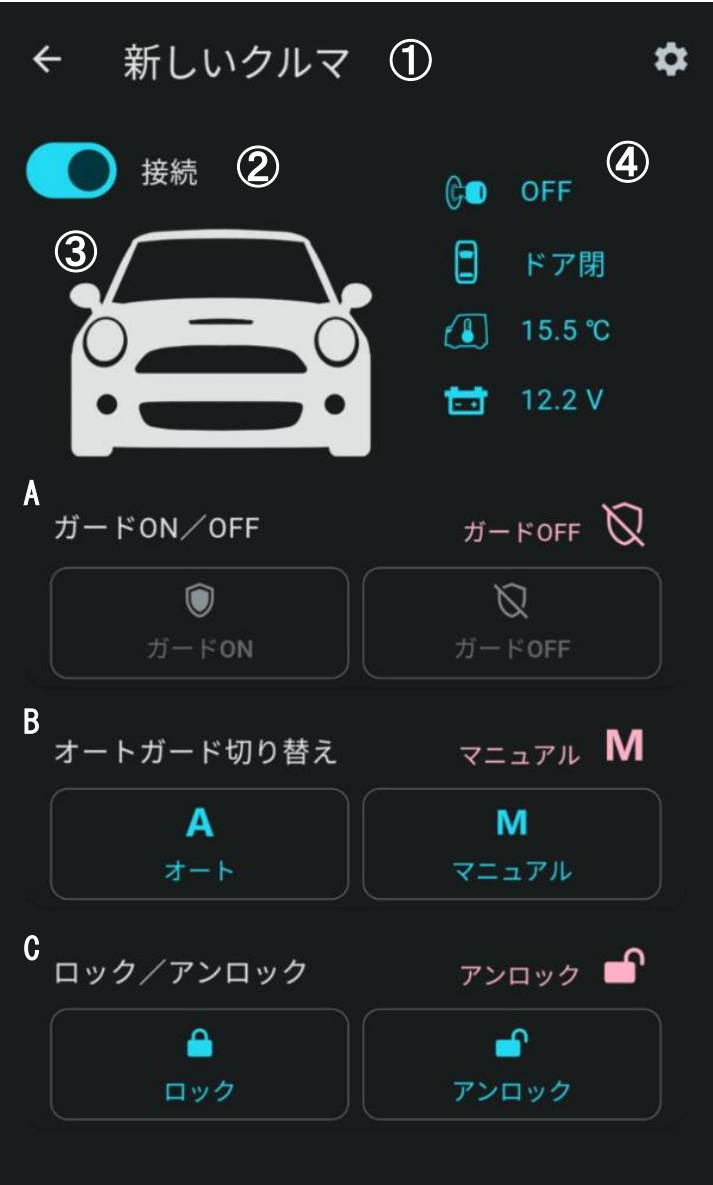 新しいクルマ ①
接続 ②
④
OFF
③
ドア閉
15.5 ℃
12.2 V
A
ガードON／OFF ガードOFF
ガードON ガードOFF
B
オートガード切り替え マニュアル M
A M
オート マニュアル
C
ロック／アンロック アンロック
ロック アンロック